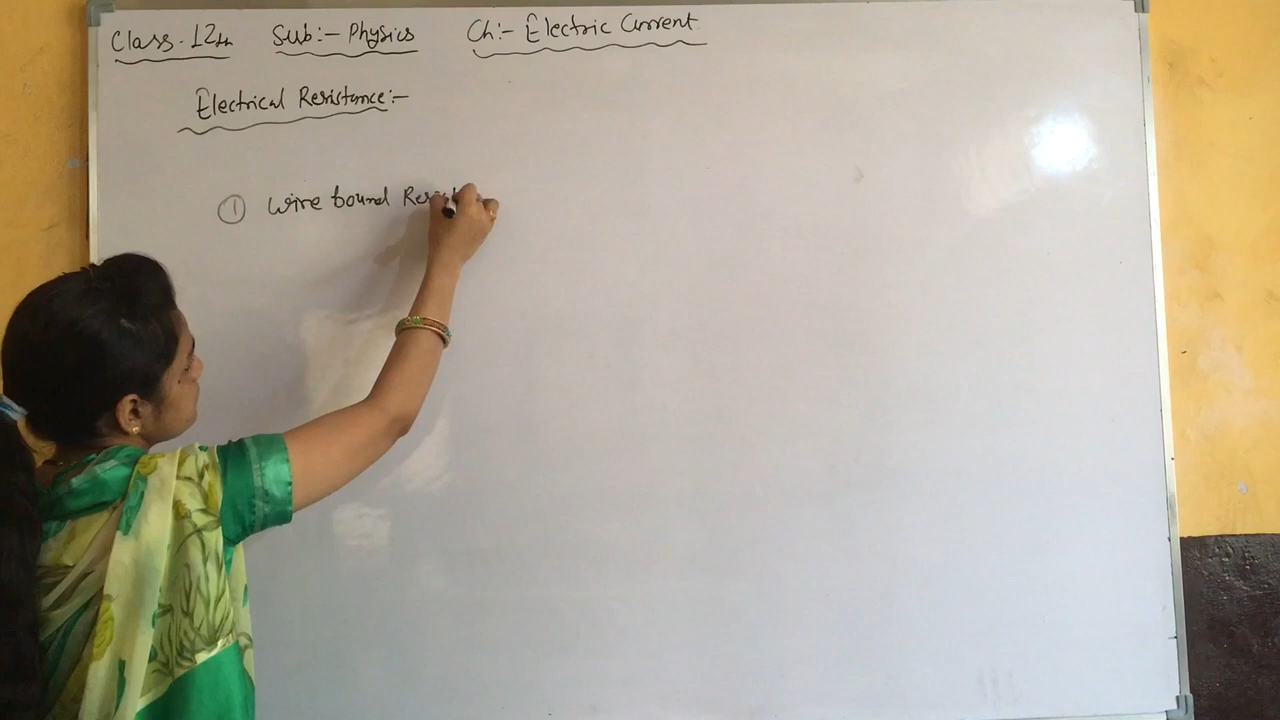 Class. 12th Sub:- Physics Ch:- Electric Current
Electrical Resistance:-
① Wire bound